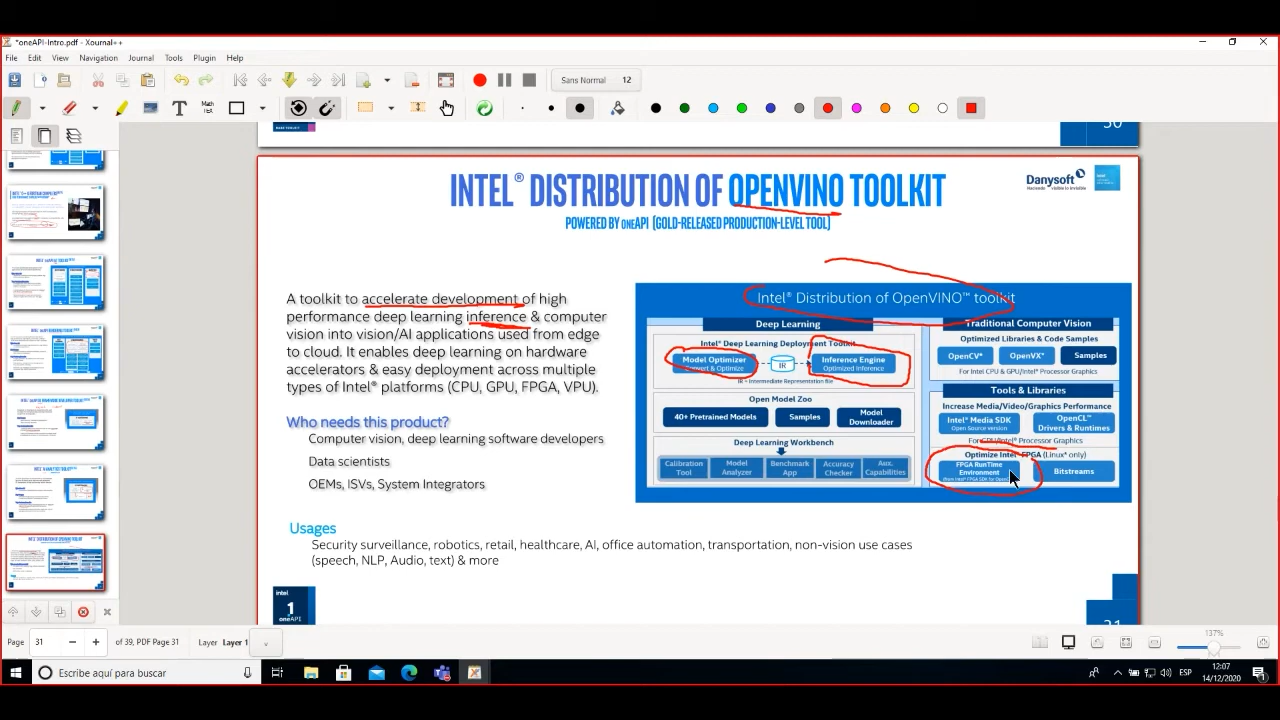 *oneAPI-Intro.pdf - Xournal++
File Edit View Navigation Journal Tools Plugin Help
Sans Normal 12
30
INTEL® DISTRIBUTION OF OPENVINO TOOLKIT
POWERED BY oneAPI (GOLD-RELEASED PRODUCTION-LEVEL TOOL)
Danysoft
A toolkit to accelerate development of high
performance deep learning inference & computer
vision into vision/AI applications used from edge
to cloud. It enables deep learning on hardware
accelerators & easy deployment across multiple
types of Intel® platforms (CPU, GPU, FPGA, VPU).
Who needs this product?
Computer vision, deep learning software developers
Data scientists
OEMs, ISVs, System Integrators
Usages
Security surveillance, robotics, retail, healthcare, AI, office automation, transportation, non-vision use cases
(speech, NLP, Audio, text) & more
Intel® Distribution of OpenVINO™ toolkit
Deep Learning
Intel® Deep Learning Deployment Toolkit
Model Optimizer
Convert & Optimize
IR
Inference Engine
Optimized Inference
IR = Intermediate Representation file
Open Model Zoo
40+ Pretrained Models
Samples
Model
Downloader
Deep Learning Workbench
Calibration
Tool
Model
Analyzer
Benchmark
App
Accuracy
Checker
Aux.
Capabilities
Traditional Computer Vision
Optimized Libraries & Code Samples
OpenCV*
OpenVX*
Samples
For Intel CPU & GPU/Intel® Processor Graphics
Tools & Libraries
Increase Media/Video/Graphics Performance
Intel® Media SDK
Open Source Version
OpenCL™
Drivers & Runtimes
For GPU/Intel® Processor Graphics
Optimize Intel® FPGA (Linux* only)
FPGA RunTime
Environment
Bitstreams
intel
1
oneAPI
31
Page 31 of 39, PDF Page 31 Layer Layer 1
137%
Escribe aquí para buscar
ESP
12:07
14/12/2020